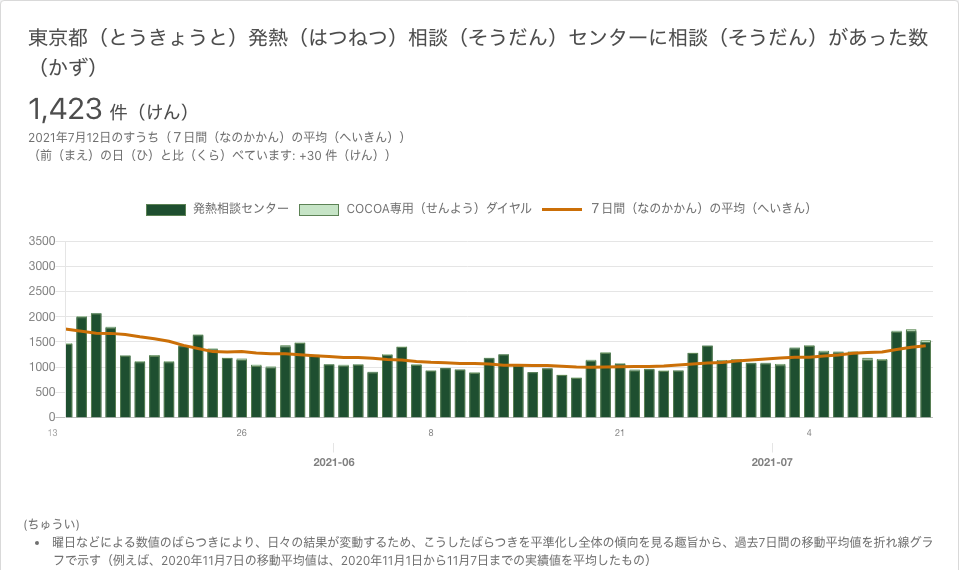 東京都（とうきょうと）発熱（はつねつ）相談（そうだん）センターに相談（そうだん）があった数
（かず）
1,423 件（けん）
2021年7月12日のすうち（７日間（なのかかん）の平均（へいきん））
（前（まえ）の日（ひ）と比（くら）べています: +30 件（けん））
発熱相談センター COCOA専用（せんよう）ダイヤル ７日間（なのかかん）の平均（へいきん）
3500
3000
2500
2000
1500
1000
500
0
13 26 8 21 4
2021-06 2021-07
(ちゅうい)
• 曜日などによる数値のばらつきにより、日々の結果が変動するため、こうしたばらつきを平準化し全体の傾向を見る趣旨から、過去7日間の移動平均値を折れ線グラ
フで示す（例えば、2020年11月7日の移動平均値は、2020年11月1日から11月7日までの実績値を平均したもの）